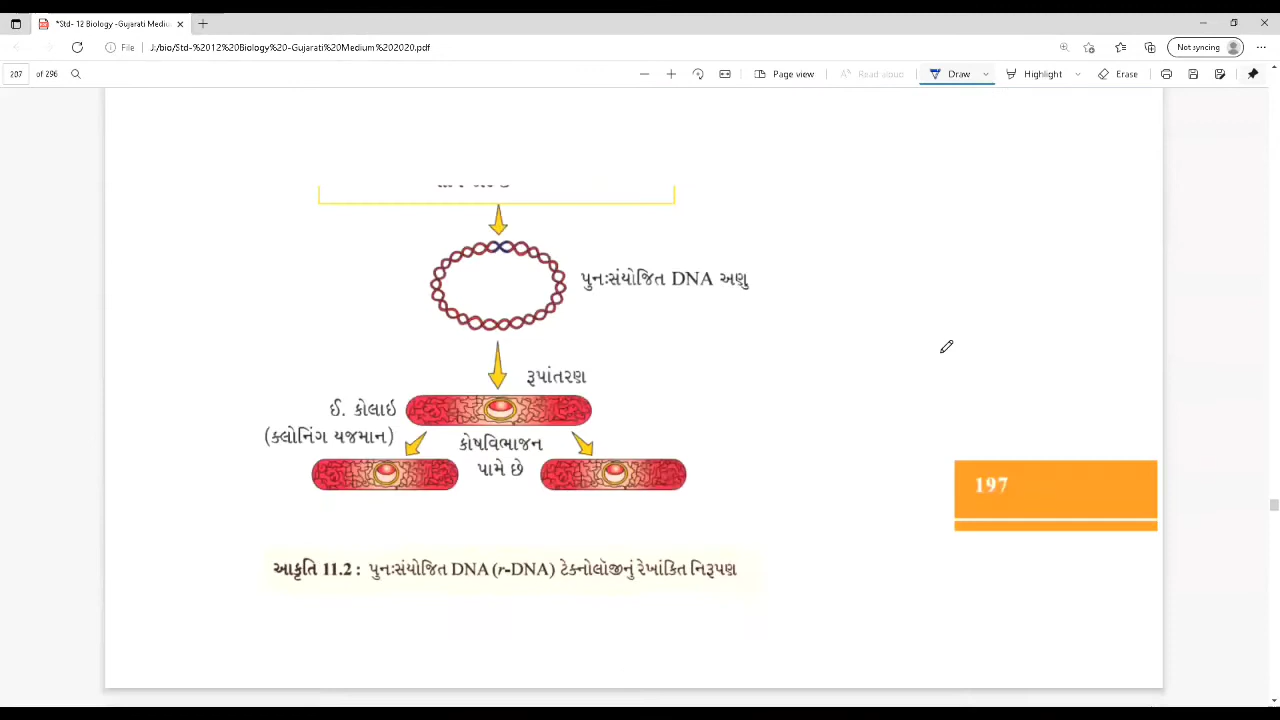 *Std- 12 Biology -Gujarati Mediu
File
J:/bio/Std-%2012%20Biology%20-Gujarati%20Medium%202020.pdf
Not syncing
207 of 296
Page view
Read aloud
Draw
Highlight
Erase
પુનઃસંયોજિત DNA અણુ
રૂપાંતરણ
ઈ. કોલાઇ
(ક્લોનિંગ યજમાન)
કોષવિભાજન
પામે છે
197
આકૃતિ 11.2 : પુનઃસંયોજિત DNA (r-DNA) ટેક્નોલૉજીનું રેખાંકિત નિરૂપણ